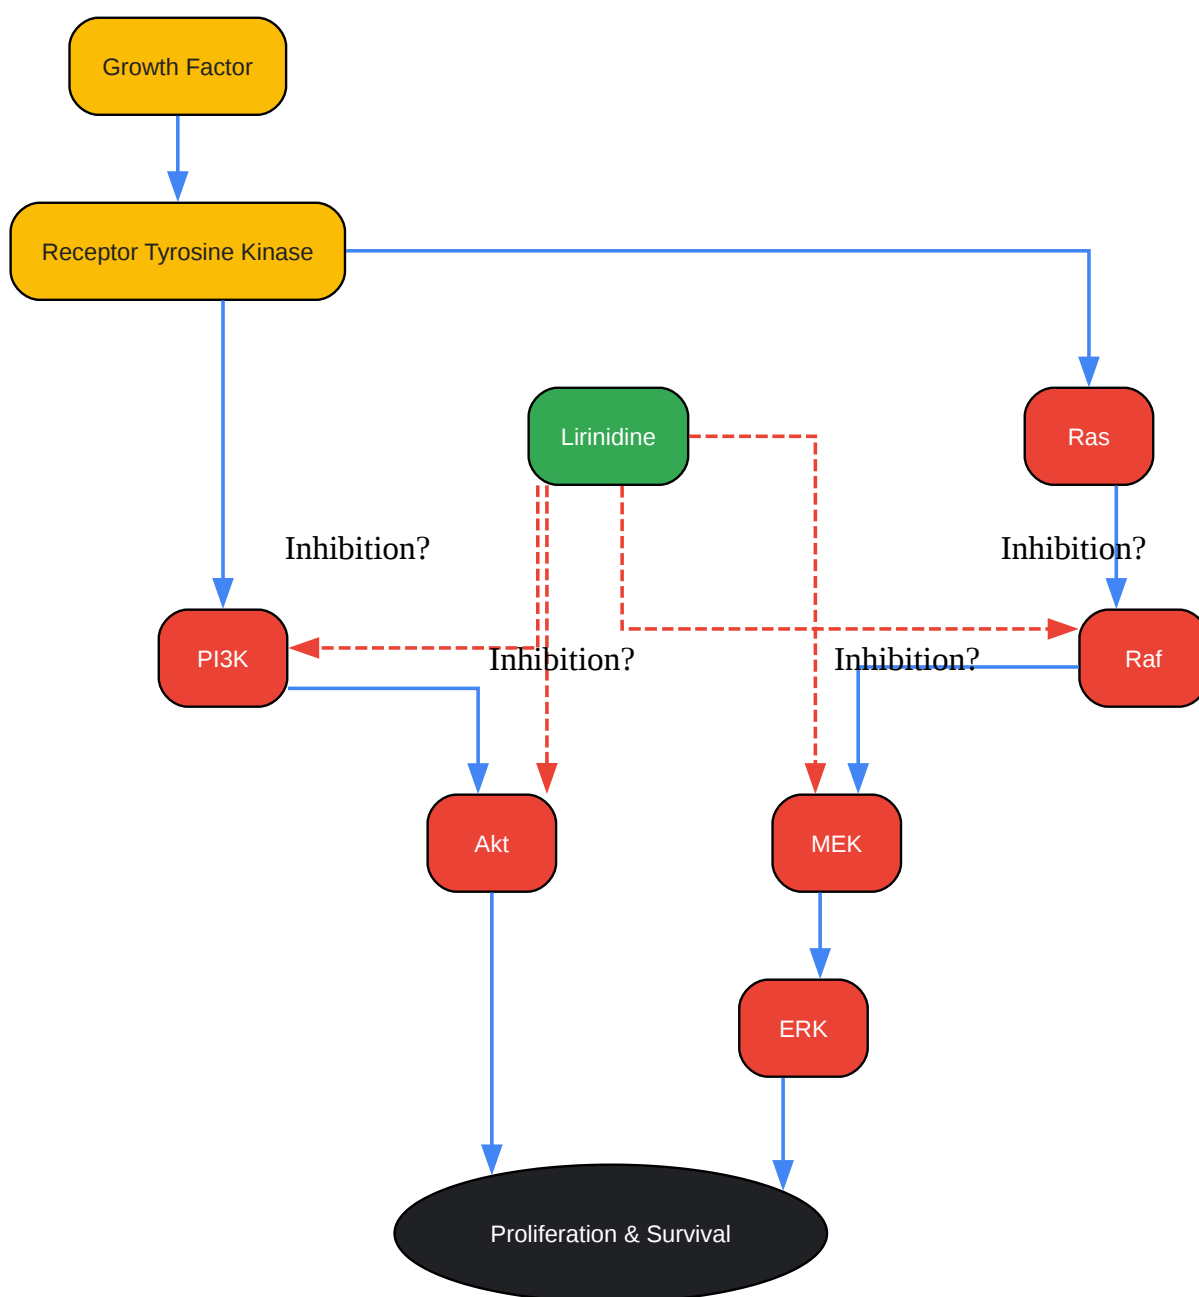 Growth Factor
Receptor Tyrosine Kinase
Lirinidine
Ras
Inhibition?
Inhibition?
PI3K
Inhibition?
Inhibition?
Raf
Akt
MEK
ERK
Proliferation & Survival